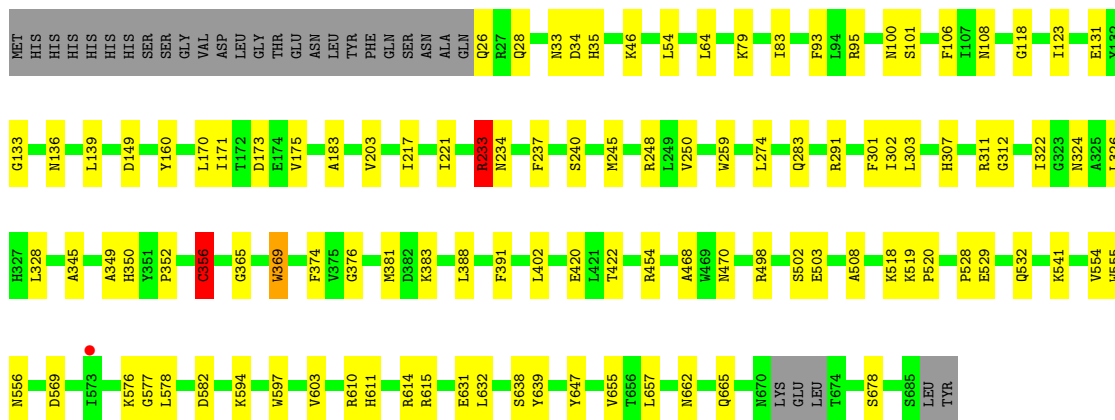 MET HIS HIS HIS HIS HIS HIS SER SER GLY VAL ASP LEU GLY THR GLU ASN LEU TYR PHE GLN SER ASN ALA GLN Q26 R27 Q28 N33 D34 H35 K46 L54 L64 K79 I83 F93 L94 R95 N100 S101 F106 I107 N108 G118 I123 E131 Y132
G133 N136 L139 D149 Y160 L170 I171 T172 D173 E174 V175 A183 V203 I217 I221 R233 N234 F237 S240 M245 R248 L249 V250 W259 L274 Q283 R291 F301 I302 L303 H307 R311 G312 I322 G323 N324 A325 L326
H327 L328 A345 A349 H350 Y351 P352 C356 G365 W369 F374 V375 G376 M381 D382 K383 L388 F391 L402 E420 L421 T422 R454 A468 W469 N470 R498 S502 E503 A508 K518 K519 P520 P528 E529 Q532 K541 V554 W555
N556 D569 I573 K576 G577 L578 D582 K594 W597 V603 R610 H611 R614 R615 E631 L632 S638 Y639 Y647 V655 T656 L657 N662 Q665 N670 LYS GLU LEU T674 S678 S685 LEU TYR